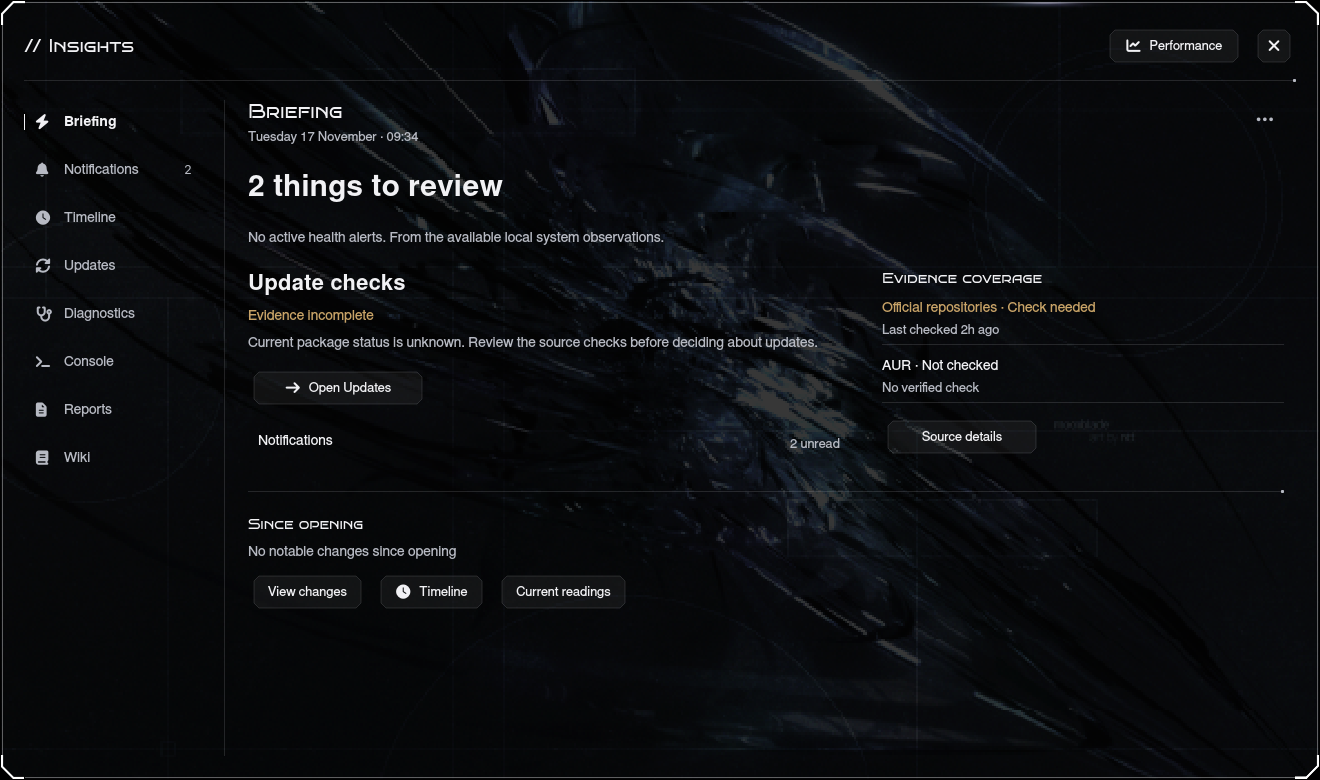 // Insights
Performance
Briefing
Notifications 2
Timeline
Updates
Diagnostics
Console
Reports
Wiki
Briefing
Tuesday 17 November · 09:34
2 things to review
No active health alerts. From the available local system observations.
Update checks
Evidence incomplete
Current package status is unknown. Review the source checks before deciding about updates.
Open Updates
Notifications
2 unread
Evidence coverage
Official repositories · Check needed
Last checked 2h ago
AUR · Not checked
No verified check
Source details
Since opening
No notable changes since opening
View changes
Timeline
Current readings